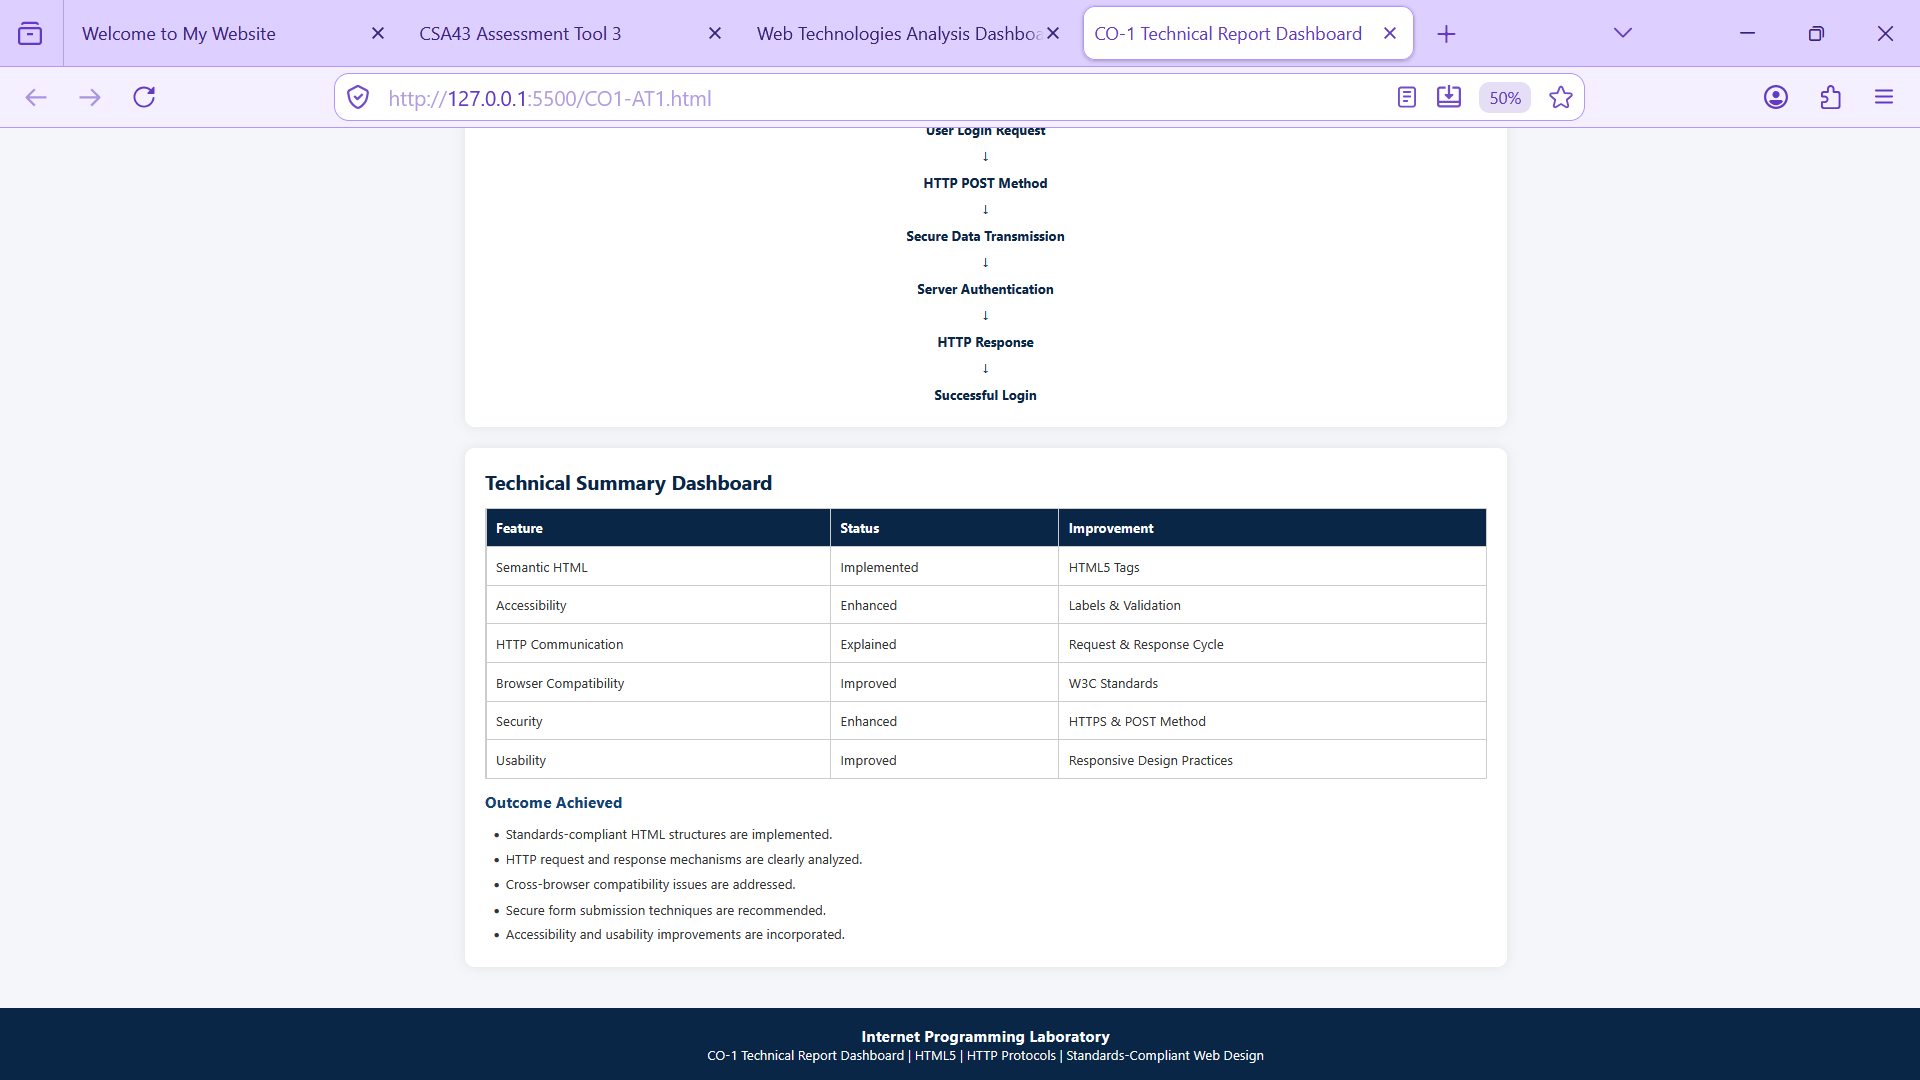 Welcome to My Website
CSA43 Assessment Tool 3
Web Technologies Analysis Dashboa
CO-1 Technical Report Dashboard
http://127.0.0.1:5500/CO1-AT1.html
50%
User Login Request
↓
HTTP POST Method
↓
Secure Data Transmission
↓
Server Authentication
↓
HTTP Response
↓
Successful Login
Technical Summary Dashboard
Feature Status Improvement
Semantic HTML Implemented HTML5 Tags
Accessibility Enhanced Labels & Validation
HTTP Communication Explained Request & Response Cycle
Browser Compatibility Improved W3C Standards
Security Enhanced HTTPS & POST Method
Usability Improved Responsive Design Practices
Outcome Achieved
• Standards-compliant HTML structures are implemented.
• HTTP request and response mechanisms are clearly analyzed.
• Cross-browser compatibility issues are addressed.
• Secure form submission techniques are recommended.
• Accessibility and usability improvements are incorporated.
Internet Programming Laboratory
CO-1 Technical Report Dashboard | HTML5 | HTTP Protocols | Standards-Compliant Web Design